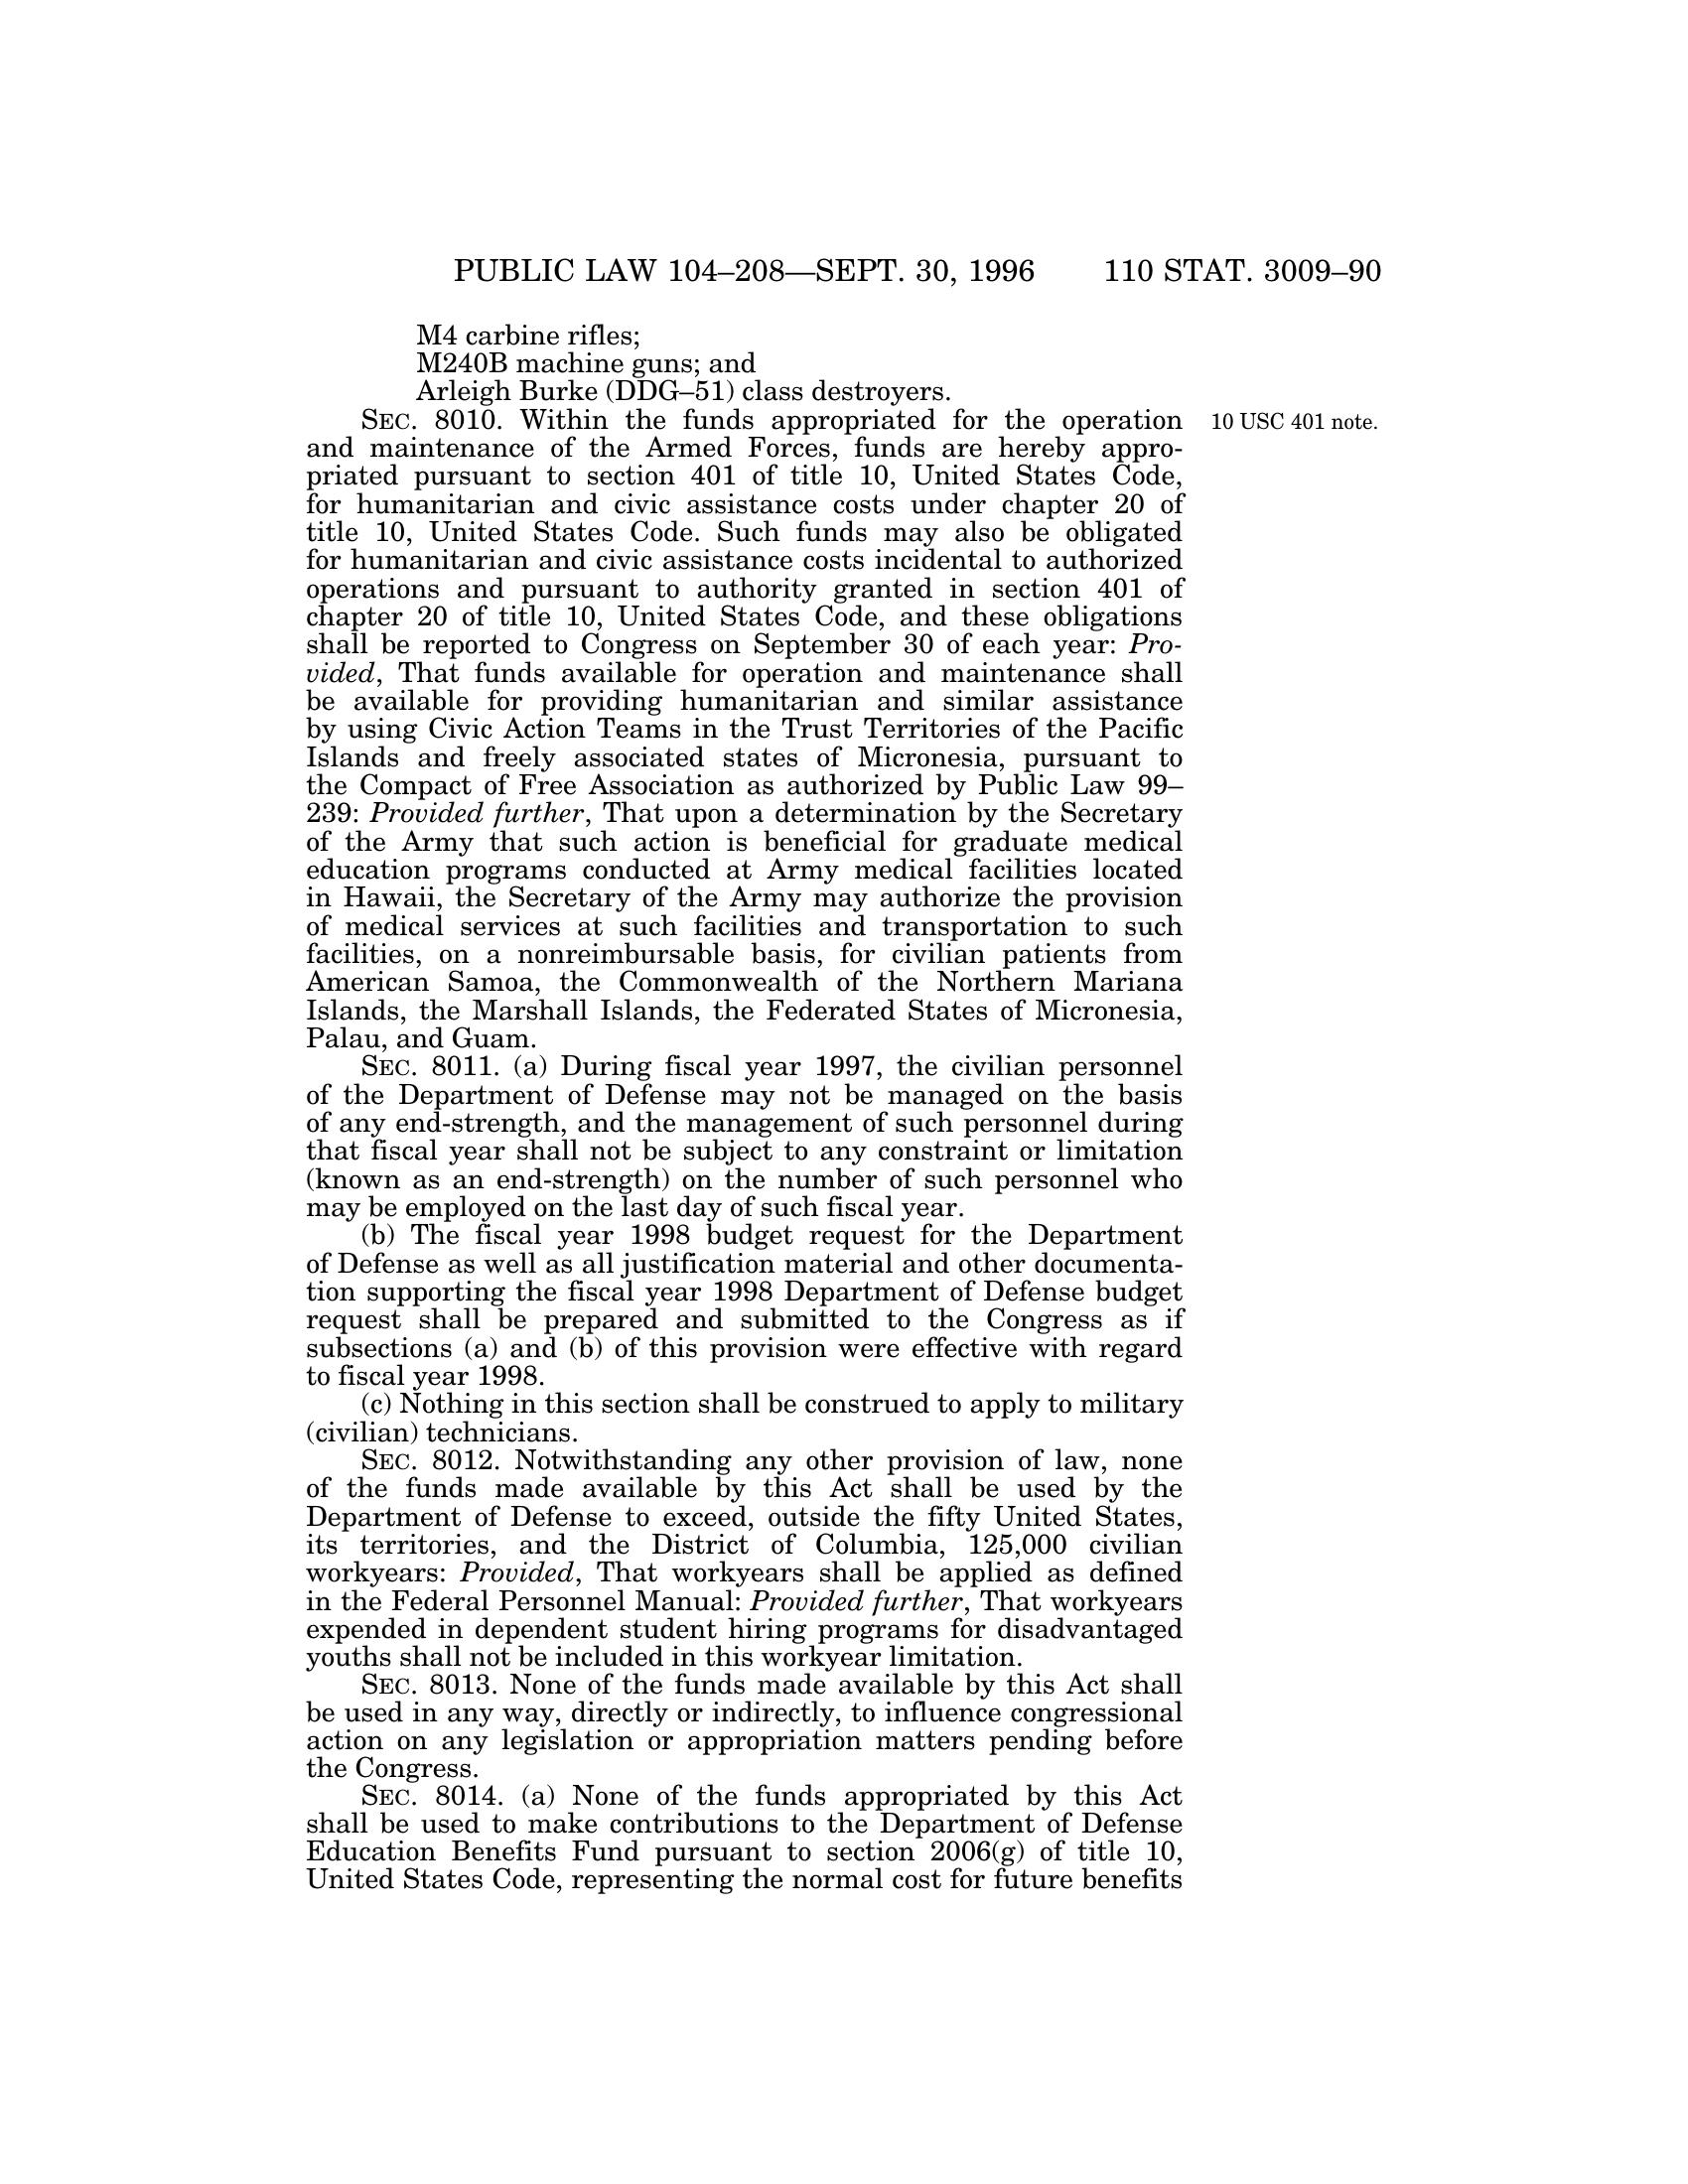 PUBLIC LAW 104–208—SEPT. 30, 1996 110 STAT. 3009–90
M4 carbine rifles;
M240B machine guns; and
Arleigh Burke (DDG–51) class destroyers.
SEC. 8010. Within the funds appropriated for the operation 10 USC 401 note.
and maintenance of the Armed Forces, funds are hereby appro-
priated pursuant to section 401 of title 10, United States Code,
for humanitarian and civic assistance costs under chapter 20 of
title 10, United States Code. Such funds may also be obligated
for humanitarian and civic assistance costs incidental to authorized
operations and pursuant to authority granted in section 401 of
chapter 20 of title 10, United States Code, and these obligations
shall be reported to Congress on September 30 of each year: Pro-
vided, That funds available for operation and maintenance shall
be available for providing humanitarian and similar assistance
by using Civic Action Teams in the Trust Territories of the Pacific
Islands and freely associated states of Micronesia, pursuant to
the Compact of Free Association as authorized by Public Law 99–
239: Provided further, That upon a determination by the Secretary
of the Army that such action is beneficial for graduate medical
education programs conducted at Army medical facilities located
in Hawaii, the Secretary of the Army may authorize the provision
of medical services at such facilities and transportation to such
facilities, on a nonreimbursable basis, for civilian patients from
American Samoa, the Commonwealth of the Northern Mariana
Islands, the Marshall Islands, the Federated States of Micronesia,
Palau, and Guam.
SEC. 8011. (a) During fiscal year 1997, the civilian personnel
of the Department of Defense may not be managed on the basis
of any end-strength, and the management of such personnel during
that fiscal year shall not be subject to any constraint or limitation
(known as an end-strength) on the number of such personnel who
may be employed on the last day of such fiscal year.
(b) The fiscal year 1998 budget request for the Department
of Defense as well as all justification material and other documenta-
tion supporting the fiscal year 1998 Department of Defense budget
request shall be prepared and submitted to the Congress as if
subsections (a) and (b) of this provision were effective with regard
to fiscal year 1998.
(c) Nothing in this section shall be construed to apply to military
(civilian) technicians.
SEC. 8012. Notwithstanding any other provision of law, none
of the funds made available by this Act shall be used by the
Department of Defense to exceed, outside the fifty United States,
its territories, and the District of Columbia, 125,000 civilian
workyears: Provided, That workyears shall be applied as defined
in the Federal Personnel Manual: Provided further, That workyears
expended in dependent student hiring programs for disadvantaged
youths shall not be included in this workyear limitation.
SEC. 8013. None of the funds made available by this Act shall
be used in any way, directly or indirectly, to influence congressional
action on any legislation or appropriation matters pending before
the Congress.
SEC. 8014. (a) None of the funds appropriated by this Act
shall be used to make contributions to the Department of Defense
Education Benefits Fund pursuant to section 2006(g) of title 10,
United States Code, representing the normal cost for future benefits